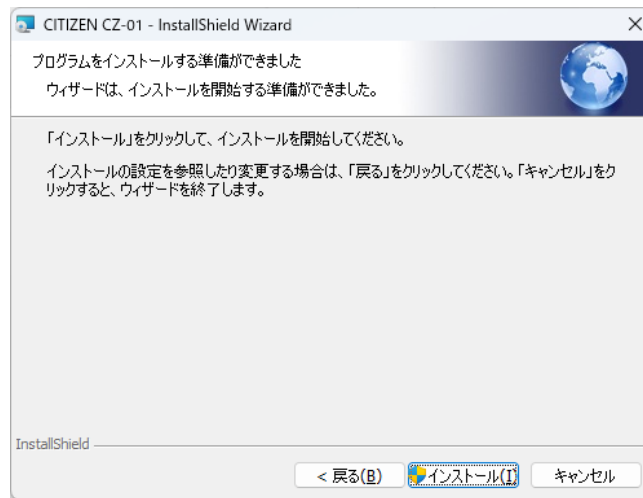 CITIZEN CZ-01 - InstallShield Wizard
プログラムをインストールする準備ができました
ウィザードは、インストールを開始する準備ができました。
「インストール」をクリックして、インストールを開始してください。
インストールの設定を参照したり変更する場合は、「戻る」をクリックしてください。「キャンセル」をク
リックすると、ウィザードを終了します。
InstallShield
< 戻る(B)
インストール(I)
キャンセル